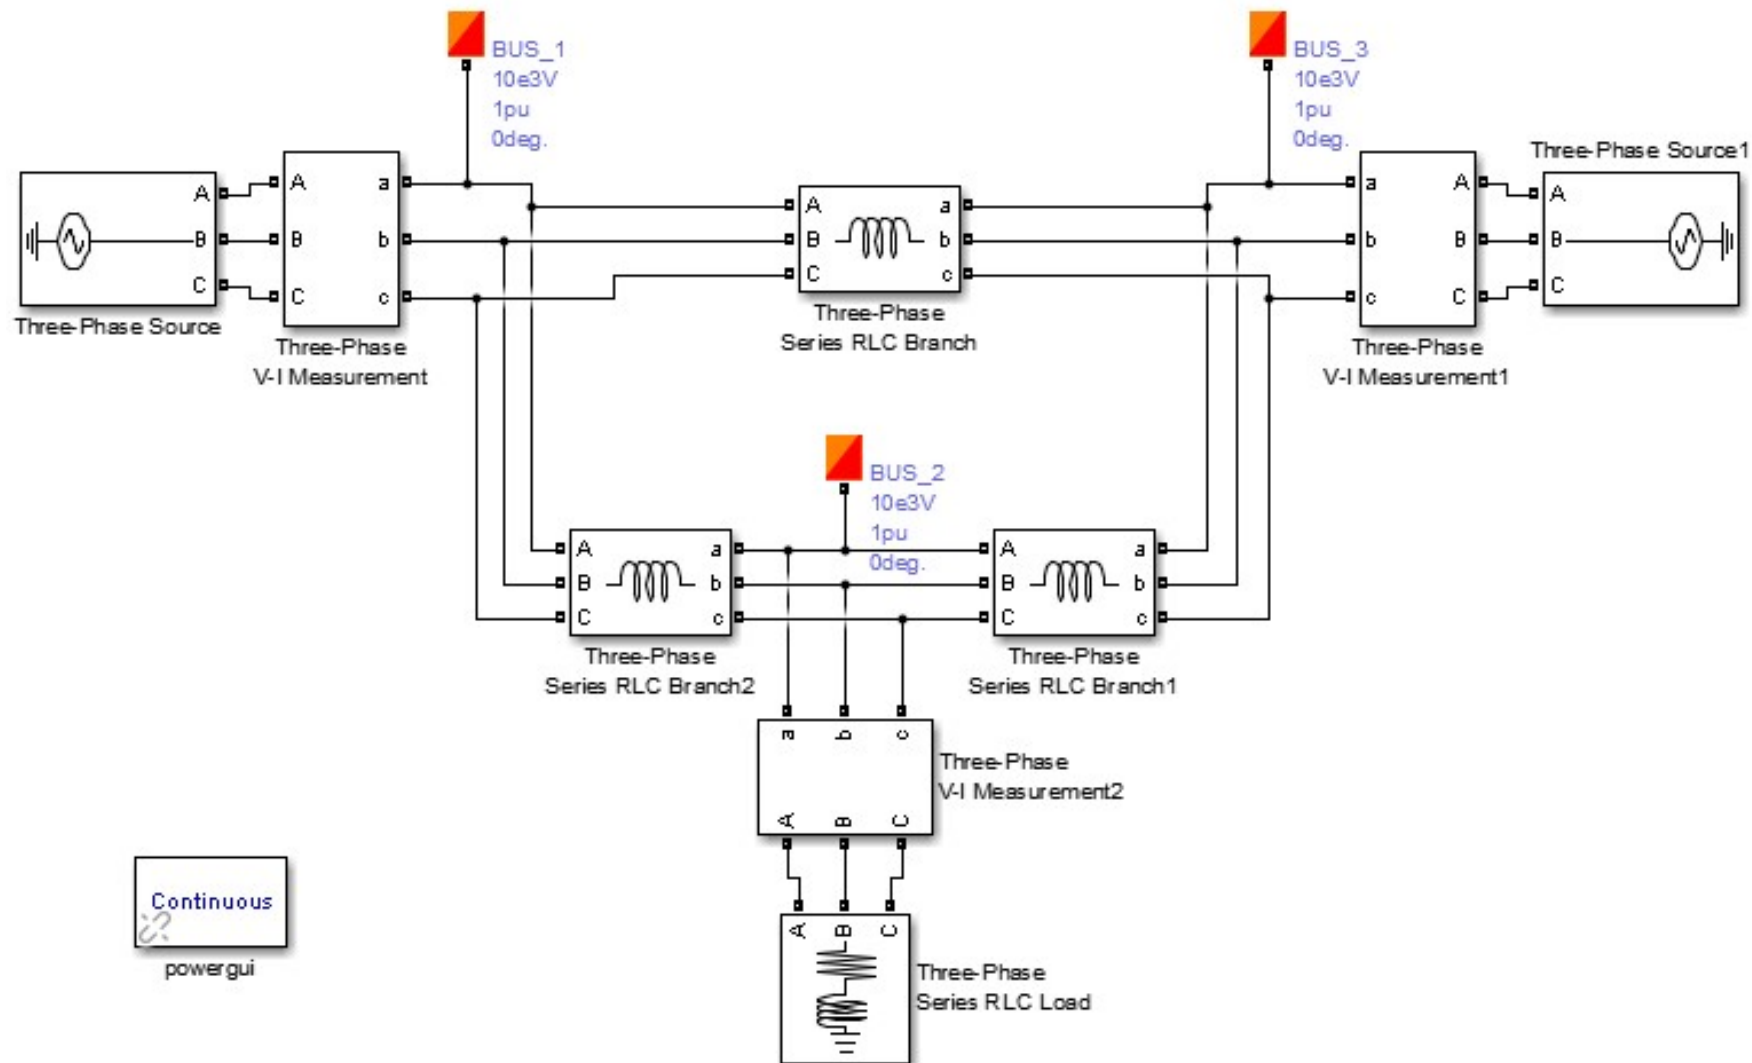 BUS_1
10e3V
1pu
0deg.
BUS_3
10e3V
1pu
0deg.
A
B
C
Three-Phase Source
A
B
C
a
b
c
Three-Phase
V-I Measurement
A
B
C
a
b
c
Three-Phase
Series RLC Branch
a
b
c
A
B
C
Three-Phase
V-I Measurement1
Three-Phase Source1
A
B
C
BUS_2
10e3V
1pu
0deg.
A
B
C
a
b
c
Three-Phase
Series RLC Branch2
A
B
C
a
b
c
Three-Phase
Series RLC Branch1
a
b
c
A
B
C
Three-Phase
V-I Measurement2
Continuous
powergui
A
B
C
Three-Phase
Series RLC Load